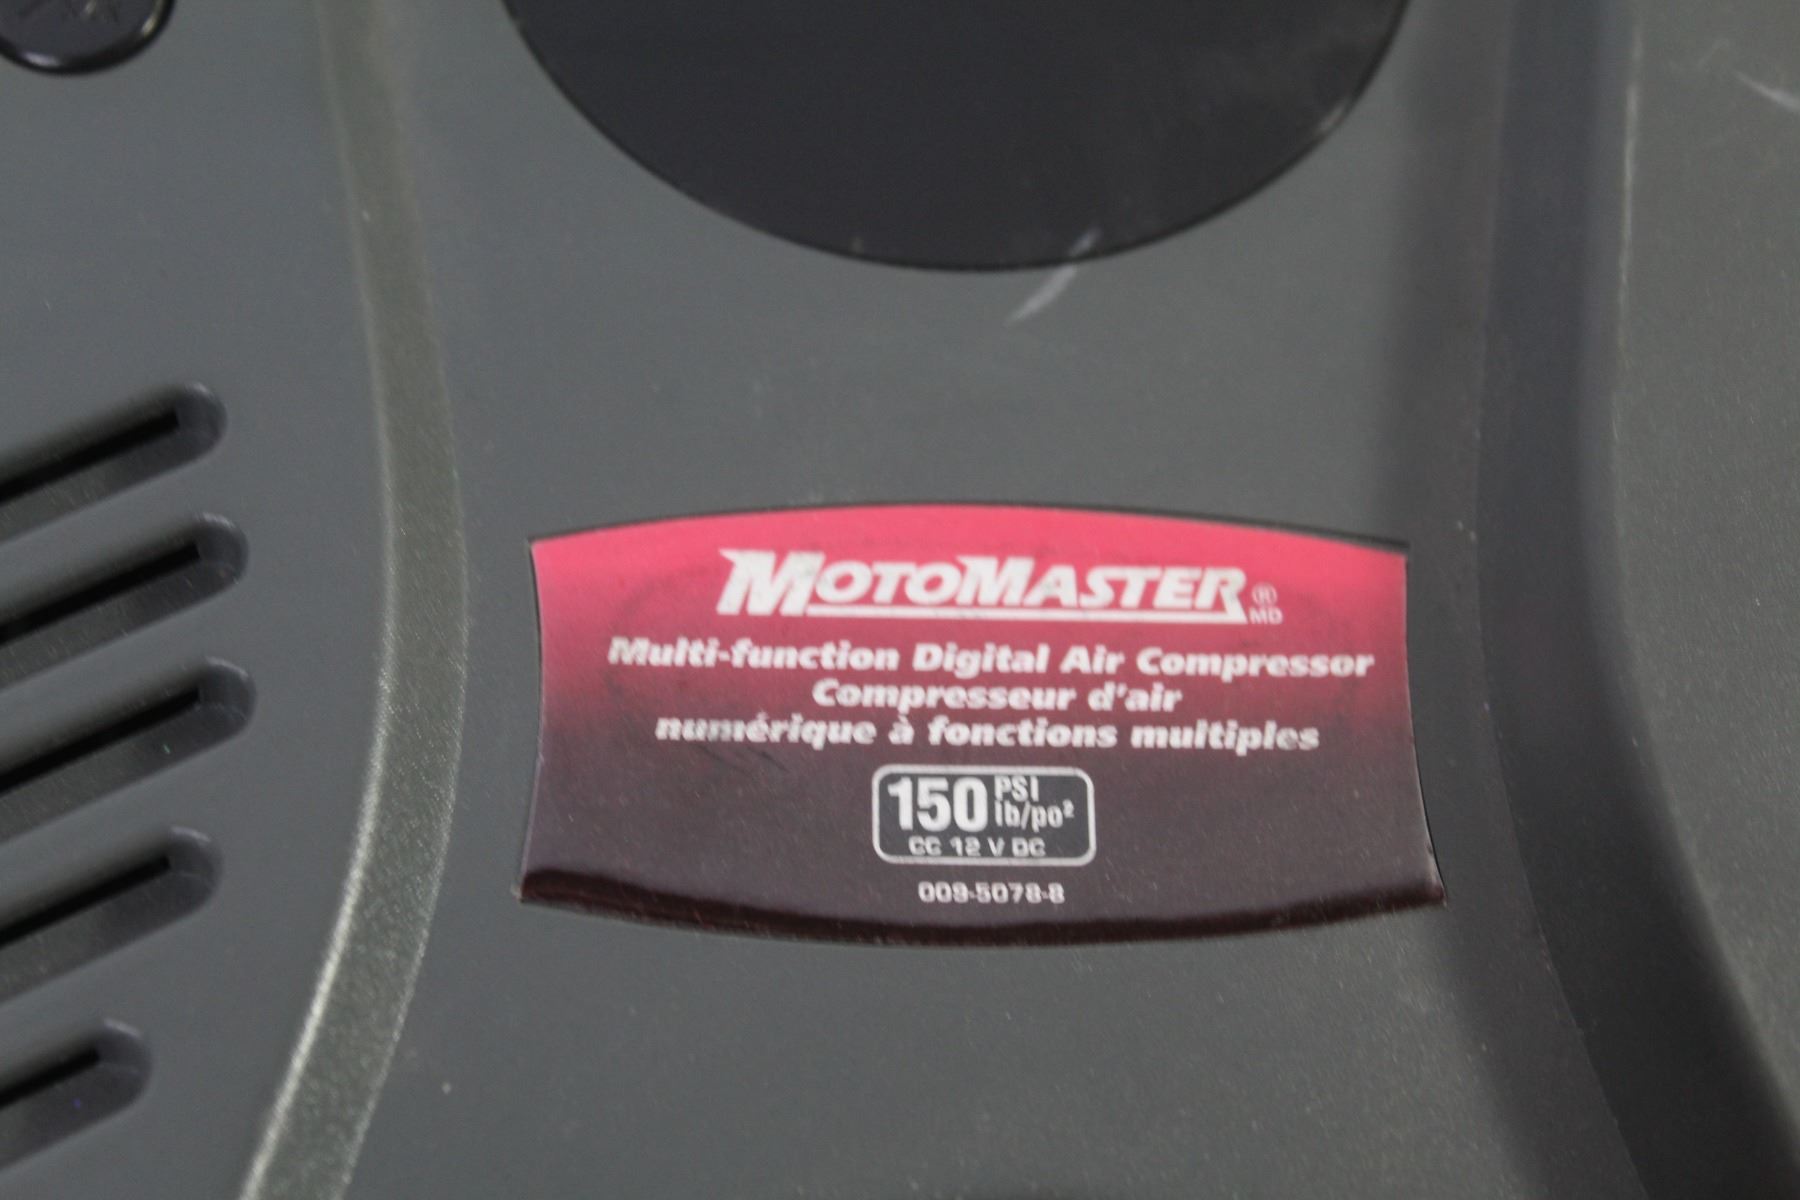 MOTOMASTER®
MD
Multi-function Digital Air Compressor
Compresseur d'air
numérique à fonctions multiples
150 PSI
lb/po²
CC 12 V DC
009-5078-8